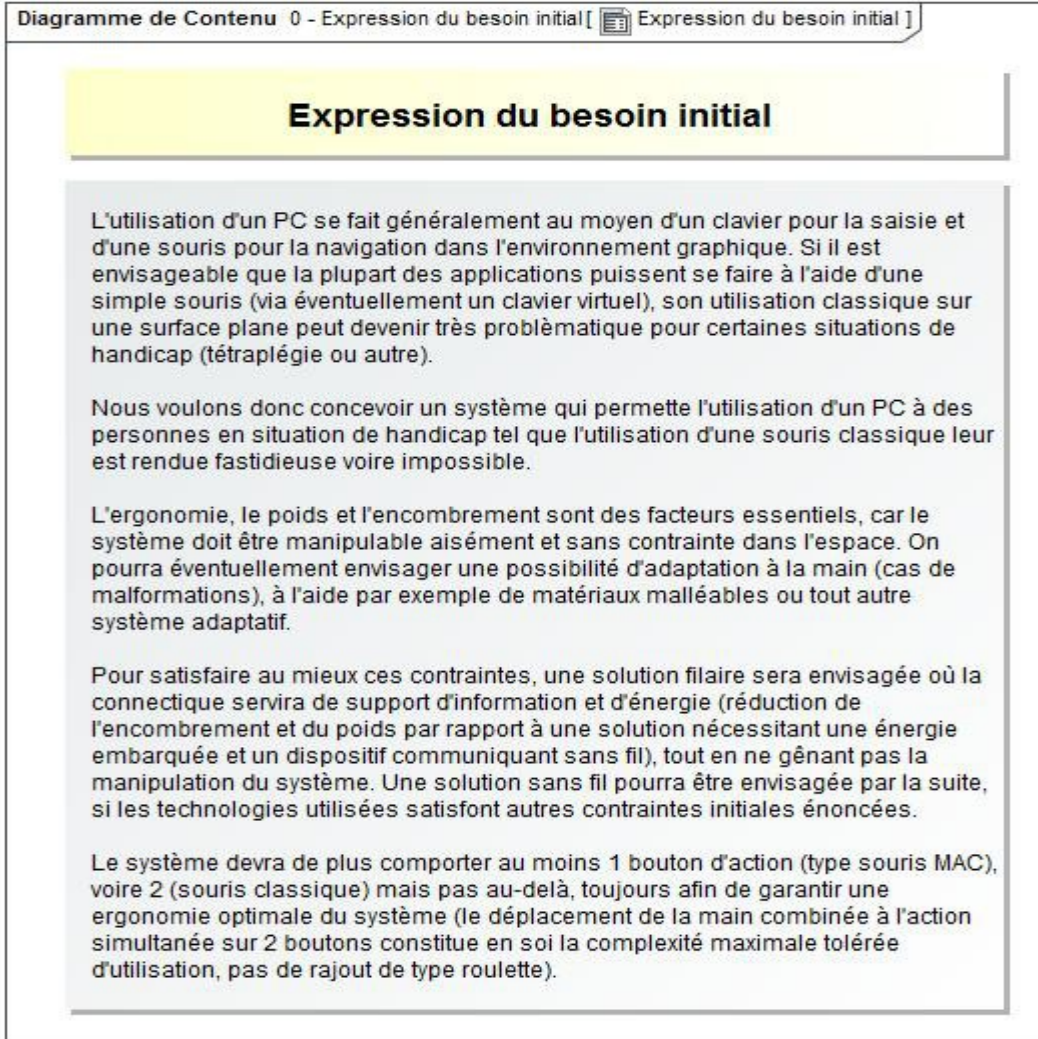 Diagramme de Contenu 0 - Expression du besoin initial[ Expression du besoin initial ]
Expression du besoin initial
L'utilisation d'un PC se fait généralement au moyen d'un clavier pour la saisie et
d'une souris pour la navigation dans l'environnement graphique. Si il est
envisageable que la plupart des applications puissent se faire à l'aide d'une
simple souris (via éventuellement un clavier virtuel), son utilisation classique sur
une surface plane peut devenir très problèmatique pour certaines situations de
handicap (tétraplégie ou autre).
Nous voulons donc concevoir un système qui permette l'utilisation d'un PC à des
personnes en situation de handicap tel que l'utilisation d'une souris classique leur
est rendue fastidieuse voire impossible.
L'ergonomie, le poids et l'encombrement sont des facteurs essentiels, car le
système doit être manipulable aisément et sans contrainte dans l'espace. On
pourra éventuellement envisager une possibilité d'adaptation à la main (cas de
malformations), à l'aide par exemple de matériaux malléables ou tout autre
système adaptatif.
Pour satisfaire au mieux ces contraintes, une solution filaire sera envisagée où la
connectique servira de support d'information et d'énergie (réduction de
l'encombrement et du poids par rapport à une solution nécessitant une énergie
embarquée et un dispositif communiquant sans fil), tout en ne gênant pas la
manipulation du système. Une solution sans fil pourra être envisagée par la suite,
si les technologies utilisées satisfont autres contraintes initiales énoncées.
Le système devra de plus comporter au moins 1 bouton d'action (type souris MAC),
voire 2 (souris classique) mais pas au-delà, toujours afin de garantir une
ergonomie optimale du système (le déplacement de la main combinée à l'action
simultanée sur 2 boutons constitue en soi la complexité maximale tolérée
d'utilisation, pas de rajout de type roulette).